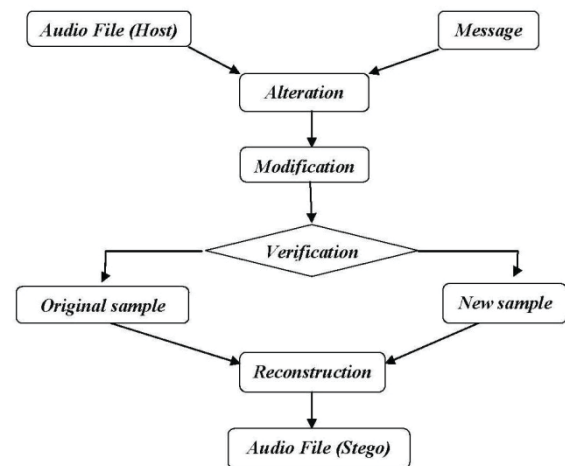 Audio File (Host)
Message
Alteration
Modification
Verification
Original sample
New sample
Reconstruction
Audio File (Stego)